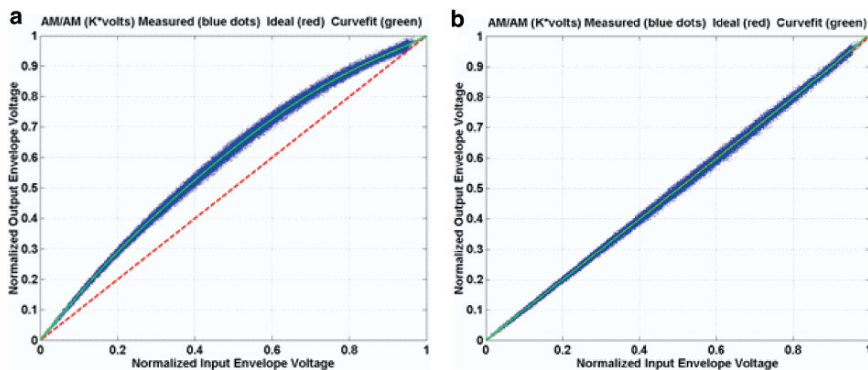 a
AM/AM (K*volts) Measured (blue dots) Ideal (red) Curvefit (green)
Normalized Output Envelope Voltage
1
0.9
0.8
0.7
0.6
0.5
0.4
0.3
0.2
0.1
0
0 0.2 0.4 0.6 0.8 1
Normalized Input Envelope Voltage
b
AM/AM (K*volts) Measured (blue dots) Ideal (red) Curvefit (green)
Normalized Output Envelope Voltage
1
0.9
0.8
0.7
0.6
0.5
0.4
0.3
0.2
0.1
0
0 0.2 0.4 0.6 0.8 1
Normalized Input Envelope Voltage